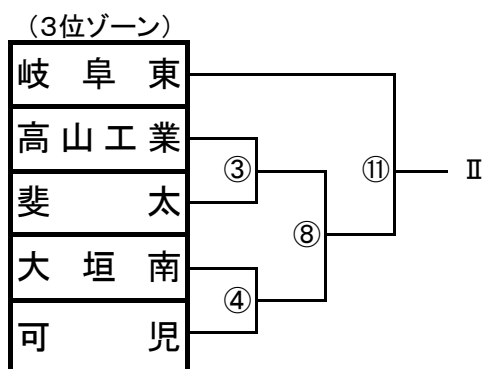 （3位ゾーン）
岐阜東
高山工業
③
斐太
⑪ Ⅱ
⑧
大垣南
④
可児